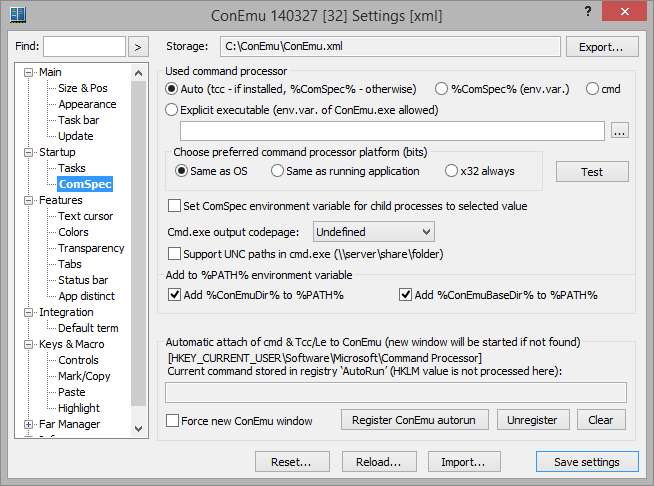 ConEmu 140327 [32] Settings [xml]
Find: > Storage: C:\ConEmu\ConEmu.xml Export...
Main
Size & Pos
Appearance
Task bar
Update
Startup
Tasks
ComSpec
Features
Text cursor
Colors
Transparency
Tabs
Status bar
App distinct
Integration
Default term
Keys & Macro
Controls
Mark/Copy
Paste
Highlight
Far Manager
Used command processor
Auto (tcc - if installed, %ComSpec% - otherwise) %ComSpec% (env.var.) cmd
Explicit executable (env.var. of ConEmu.exe allowed)
...
Choose preferred command processor platform (bits)
Same as OS Same as running application x32 always Test
Set ComSpec environment variable for child processes to selected value
Cmd.exe output codepage: Undefined
Support UNC paths in cmd.exe (\\server\share\folder)
Add to %PATH% environment variable
Add %ConEmuDir% to %PATH% Add %ConEmuBaseDir% to %PATH%
Automatic attach of cmd & Tcc/Le to ConEmu (new window will be started if not found)
[HKEY_CURRENT_USER\Software\Microsoft\Command Processor]
Current command stored in registry ‘AutoRun’ (HKLM value is not processed here):
Force new ConEmu window Register ConEmu autorun Unregister Clear
Reset... Reload... Import... Save settings